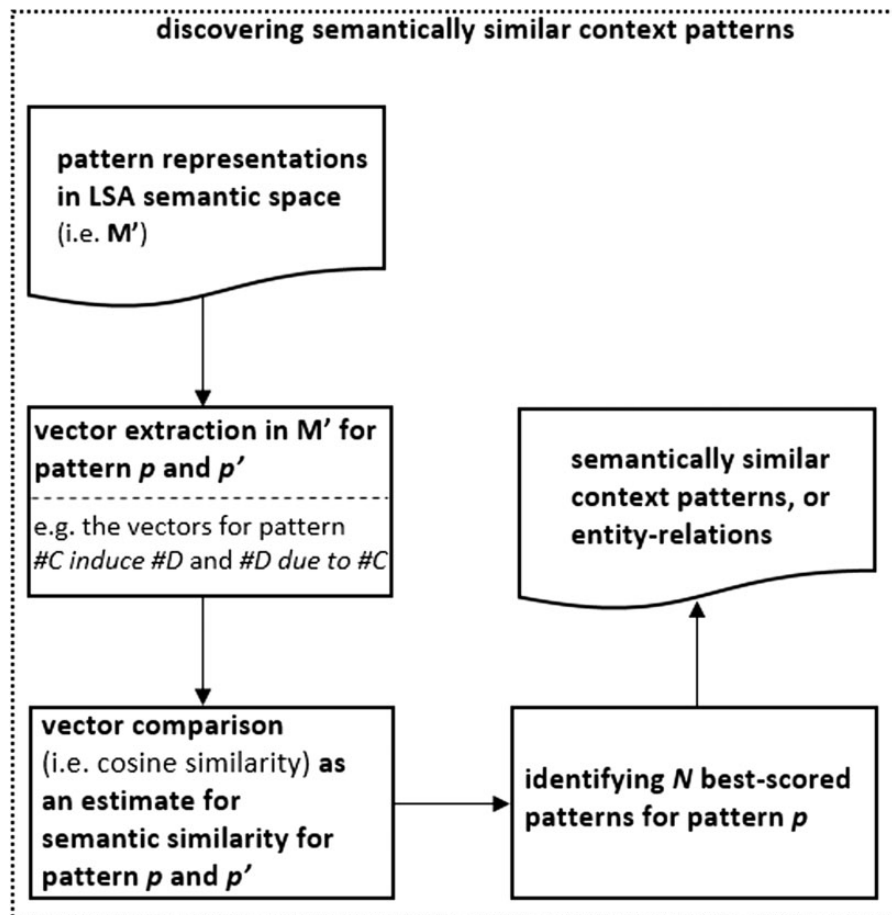 discovering semantically similar context patterns
pattern representations
in LSA semantic space
(i.e. M′)
vector extraction in M′ for
pattern p and p′
e.g. the vectors for pattern
#C induce #D and #D due to #C
vector comparison
(i.e. cosine similarity) as
an estimate for
semantic similarity for
pattern p and p′
identifying N best-scored
patterns for pattern p
semantically similar
context patterns, or
entity-relations